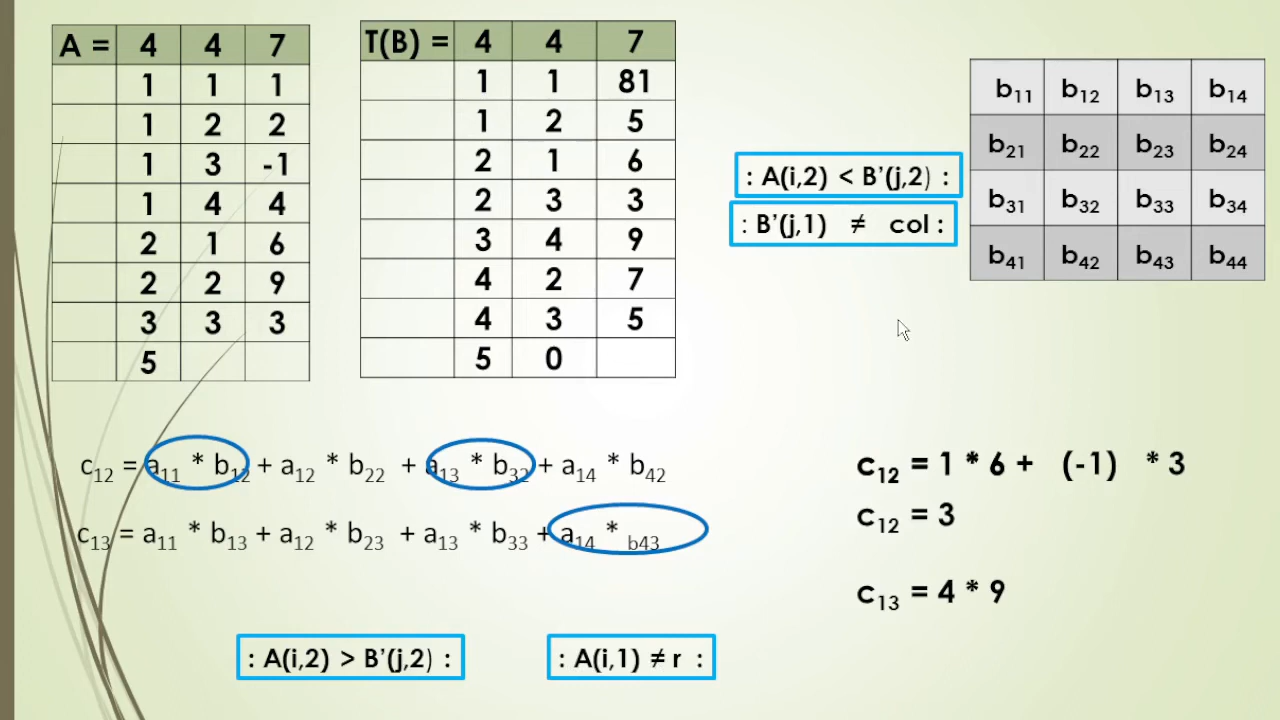 A = 4 4 7
1 1 1
1 2 2
1 3 -1
1 4 4
2 1 6
2 2 9
3 3 3
5
T(B) = 4 4 7
1 1 81
1 2 5
2 1 6
2 3 3
3 4 9
4 2 7
4 3 5
5 0
: A(i,2) < B’(j,2) :
: B’(j,1) ≠ col :
b11 b12 b13 b14
b21 b22 b23 b24
b31 b32 b33 b34
b41 b42 b43 b44
c12 = a11 * b12 + a12 * b22 + a13 * b32 + a14 * b42
c13 = a11 * b13 + a12 * b23 + a13 * b33 + a14 * b43
c12 = 1 * 6 + (-1) * 3
c12 = 3
c13 = 4 * 9
: A(i,2) > B’(j,2) :
: A(i,1) ≠ r :